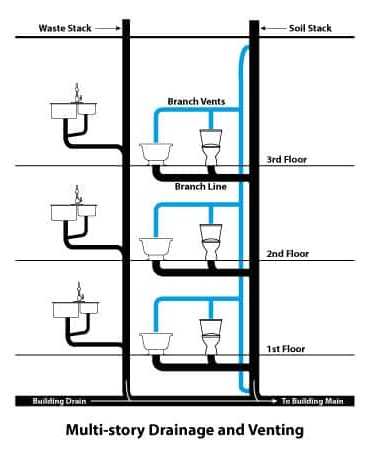 Waste Stack
Soil Stack
Branch Vents
3rd Floor
Branch Line
2nd Floor
1st Floor
Building Drain
To Building Main
Multi-story Drainage and Venting